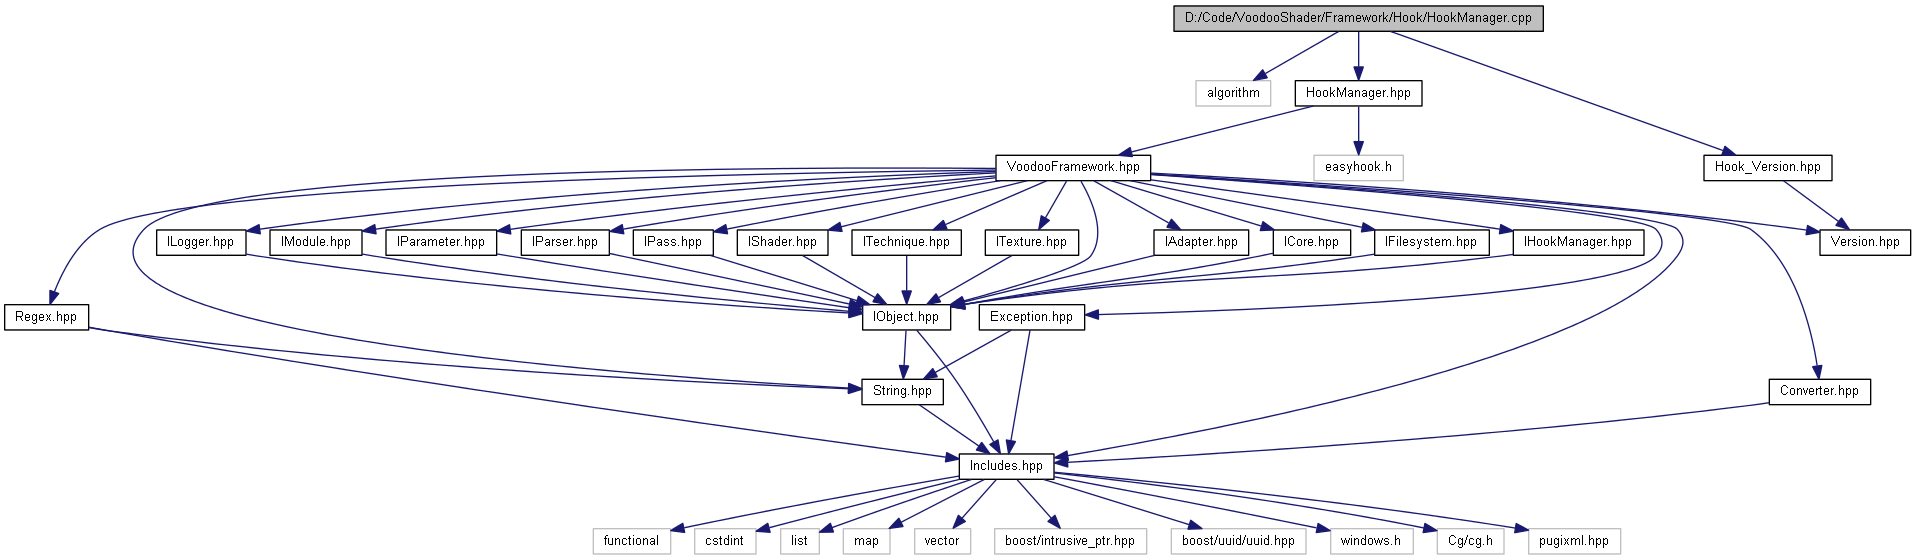 D:/Code/VoodooShader/Framework/Hook/HookManager.cpp
algorithm
HookManager.hpp
VoodooFramework.hpp
easyhook.h
Hook_Version.hpp
ILogger.hpp
IModule.hpp
IParameter.hpp
IParser.hpp
IPass.hpp
IShader.hpp
ITechnique.hpp
ITexture.hpp
IAdapter.hpp
ICore.hpp
IFilesystem.hpp
IHookManager.hpp
Version.hpp
Regex.hpp
IObject.hpp
Exception.hpp
String.hpp
Converter.hpp
Includes.hpp
functional
cstdint
list
map
vector
boost/intrusive_ptr.hpp
boost/uuid/uuid.hpp
windows.h
Cg/cg.h
pugixml.hpp